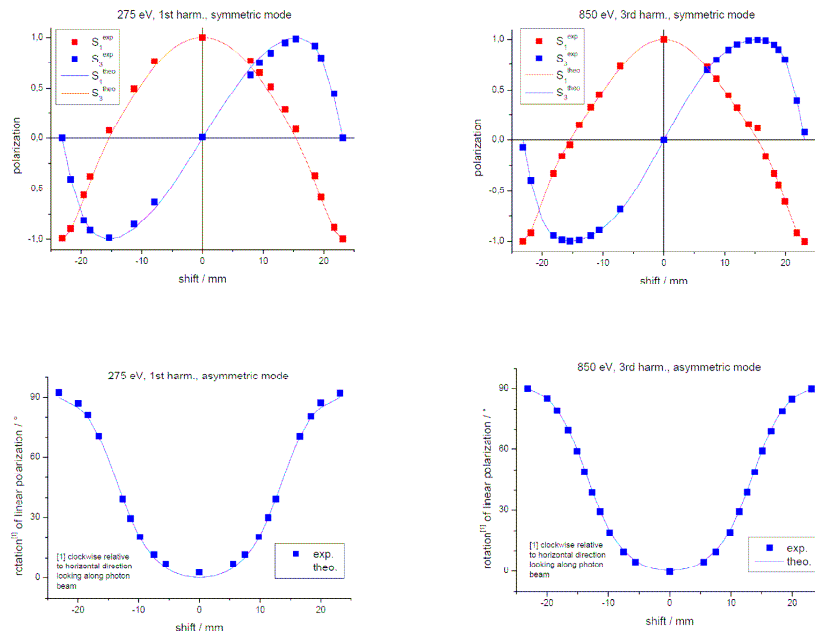 275 eV, 1st harm., symmetric mode
S1exp
S3exp
S1theo
S3theo
polarization
1,0
0,5
0,0
0,5
-1,0
-20
-10
0
10
20
shift / mm
850 eV, 3rd harm., symmetric mode
S1exp
S3exp
S1theo
S3theo
polarization
1,0
0,5
0,0
-0,5
-1,0
-20
-10
0
10
20
shift / mm
275 eV, 1st harm., asymmetric mode
rotation[1] of linear polarization / °
90
60
30
0
[1] clockwise relative
to horizontal direction
looking along photon
beam
exp.
theo.
-20
-10
0
10
20
shift / mm
850 eV, 3rd harm., asymmetric mode
rotation[1] of linear polarization / °
90
60
30
0
[1] clockwise relative
to horizontal direction
looking along photon
beam
exp.
theo.
-20
-10
0
10
20
shift / mm